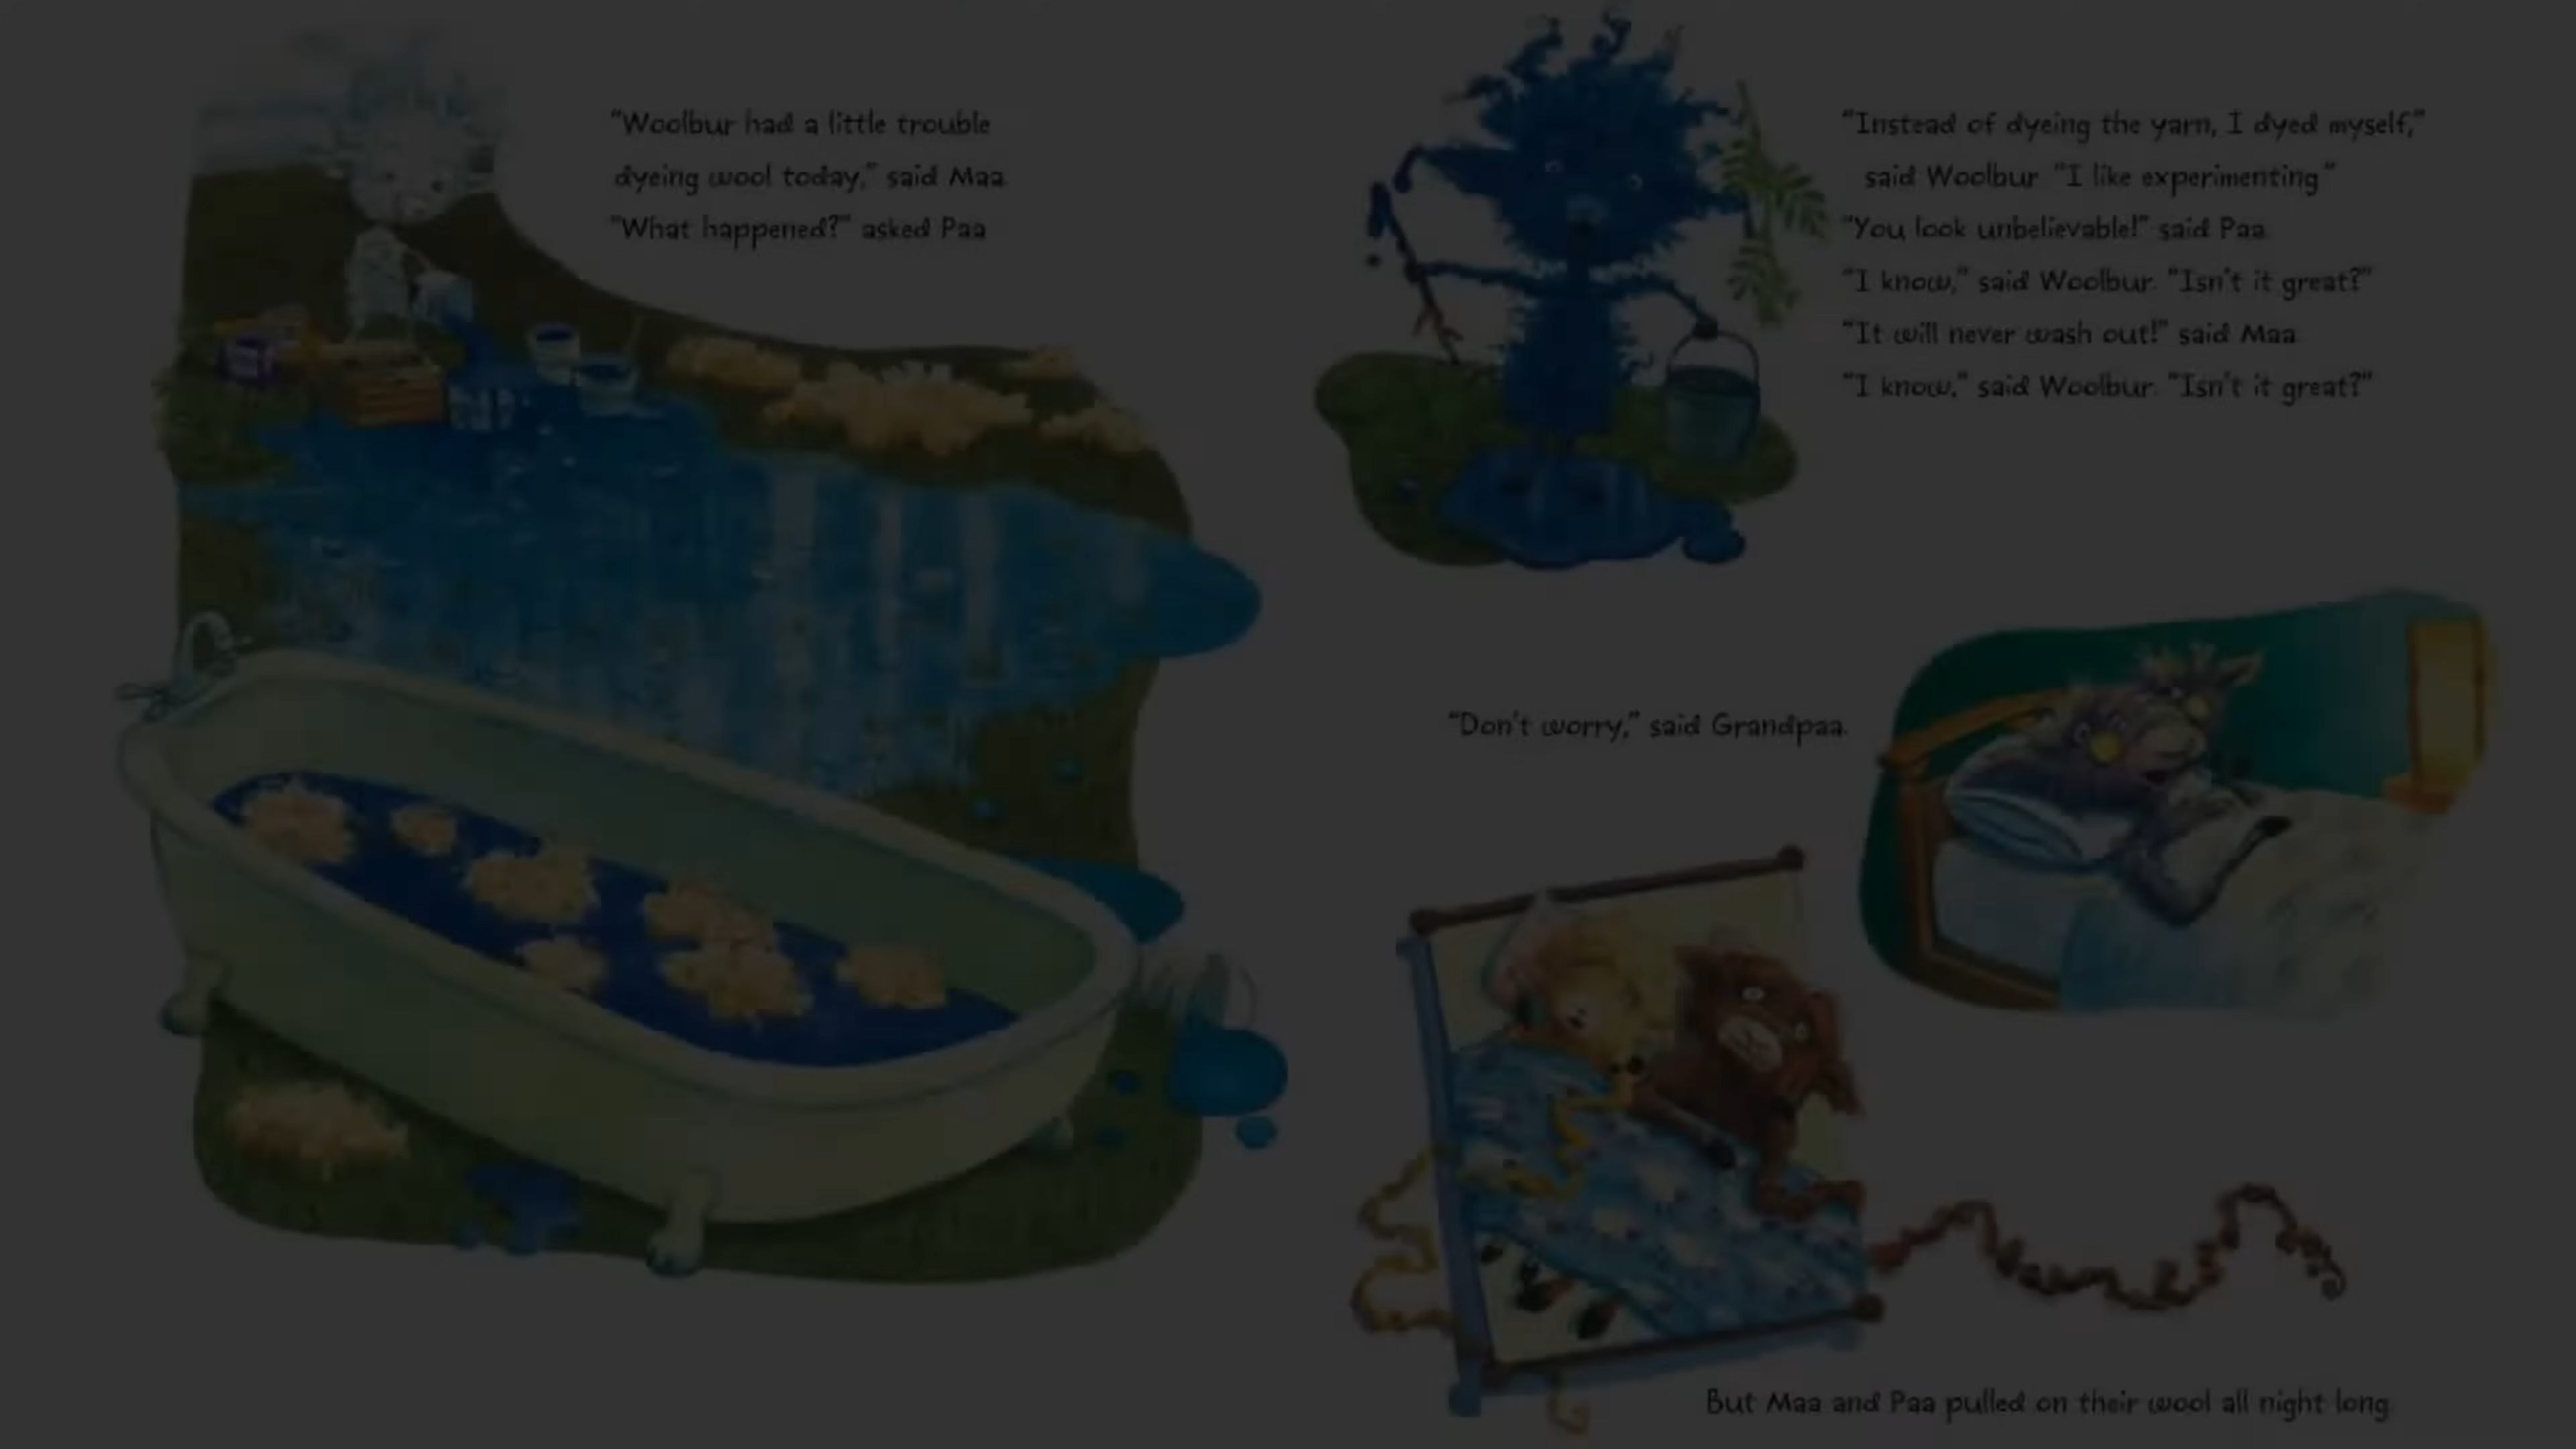 “Woolbur had a little trouble
dyeing wool today,” said Maa.
“What happened?” asked Paa.
“Instead of dyeing the yarn, I dyed myself,”
said Woolbur. “I like experimenting.”
“You look unbelievable!” said Paa.
“I know,” said Woolbur. “Isn't it great?”
“It will never wash out!” said Maa.
“I know,” said Woolbur. “Isn't it great?”
“Don't worry,” said Grandpaa.
But Maa and Paa pulled on their wool all night long.